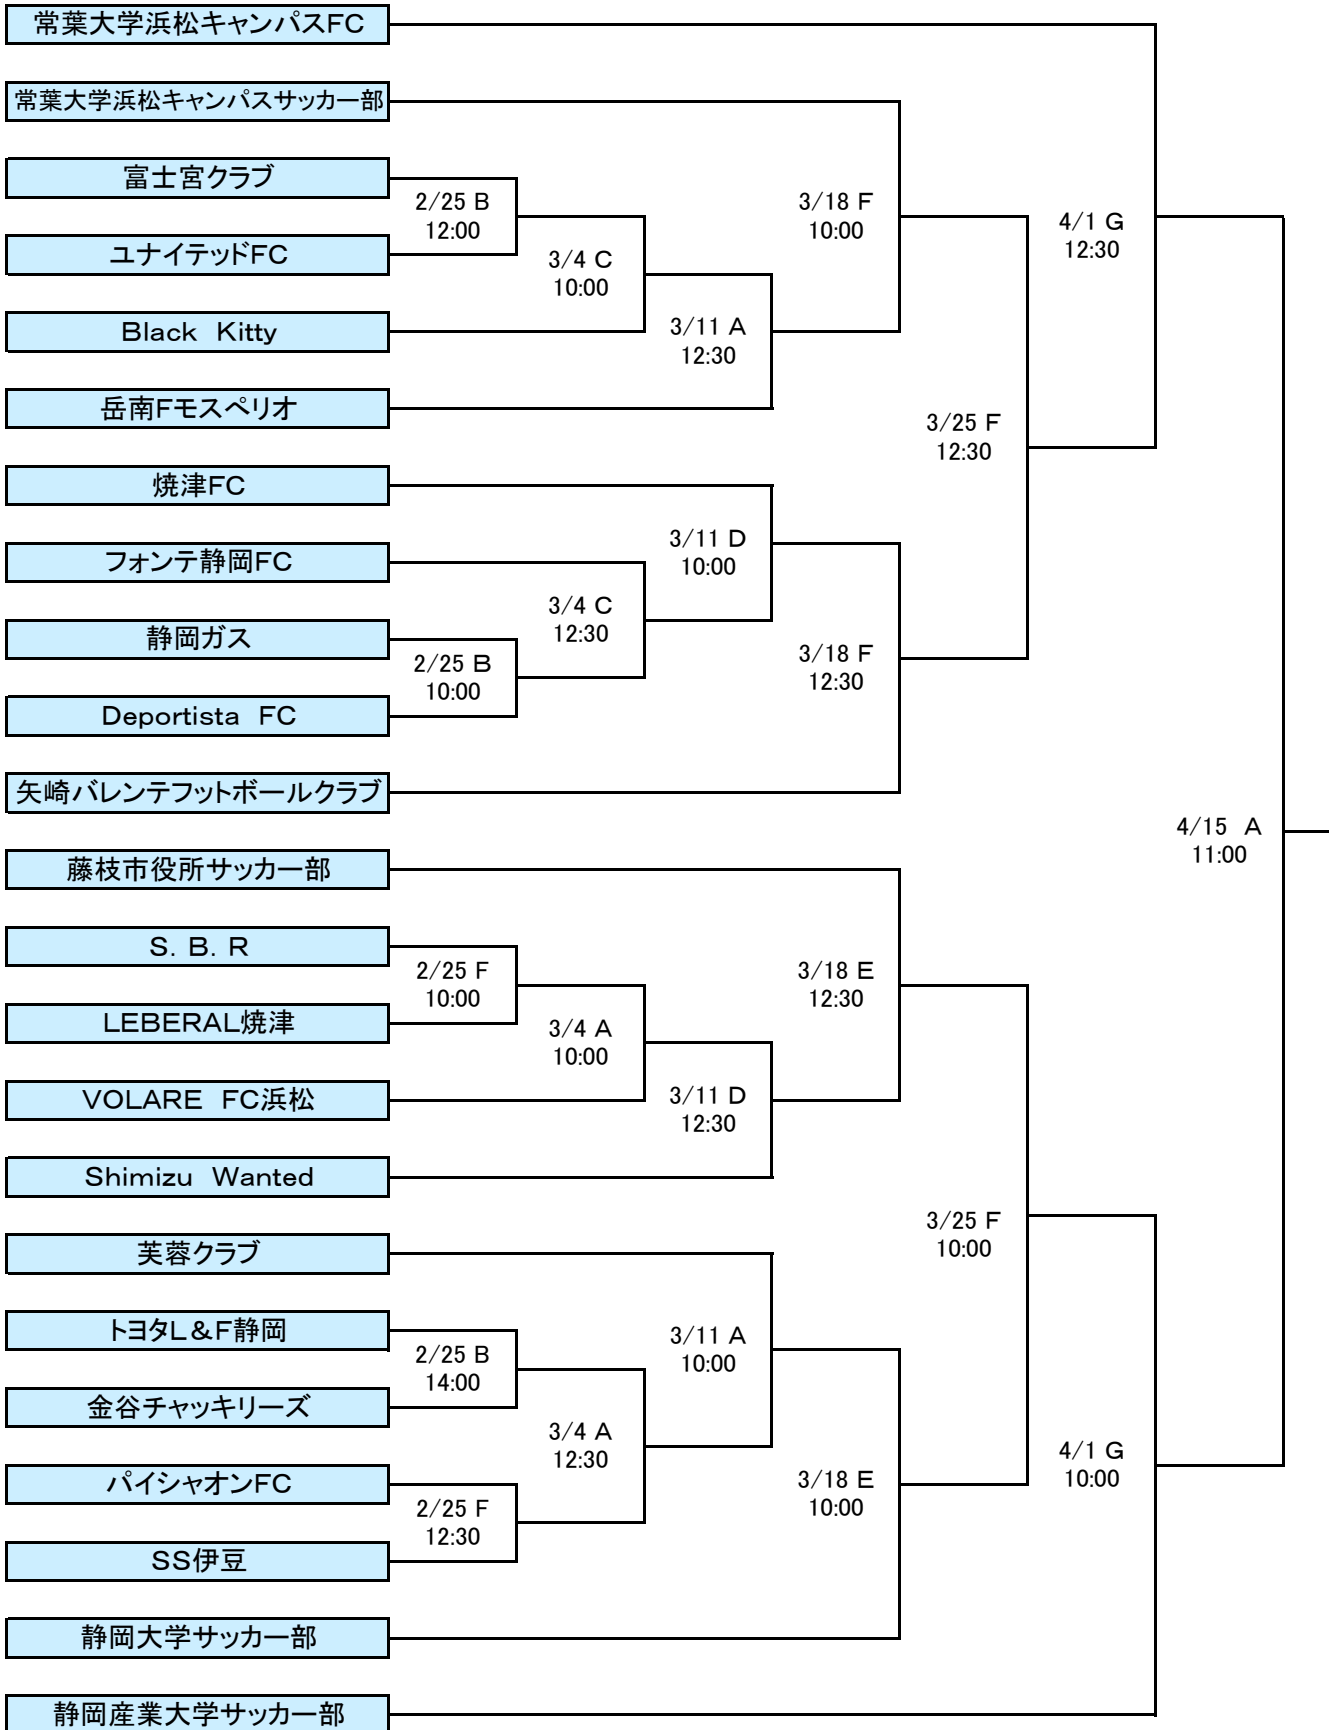 常葉大学浜松キャンパスFC
常葉大学浜松キャンパスサッカー部
富士宮クラブ
2/25 B
12:00
3/18 F
10:00
4/1 G
12:30
ユナイテッドFC
3/4 C
10:00
Black Kitty
3/11 A
12:30
岳南Fモスペリオ
3/25 F
12:30
焼津FC
3/11 D
10:00
フォンテ静岡FC
3/4 C
12:30
静岡ガス
2/25 B
10:00
3/18 F
12:30
Deportista FC
矢崎バレンテフットボールクラブ
4/15 A
11:00
藤枝市役所サッカー部
S. B. R
2/25 F
10:00
3/18 E
12:30
LEBERAL焼津
3/4 A
10:00
VOLARE FC浜松
3/11 D
12:30
Shimizu Wanted
3/25 F
10:00
芙蓉クラブ
トヨタL&F静岡
2/25 B
14:00
3/11 A
10:00
金谷チャッキリーズ
3/4 A
12:30
4/1 G
10:00
パイシャオンFC
2/25 F
12:30
3/18 E
10:00
SS伊豆
静岡大学サッカー部
静岡産業大学サッカー部